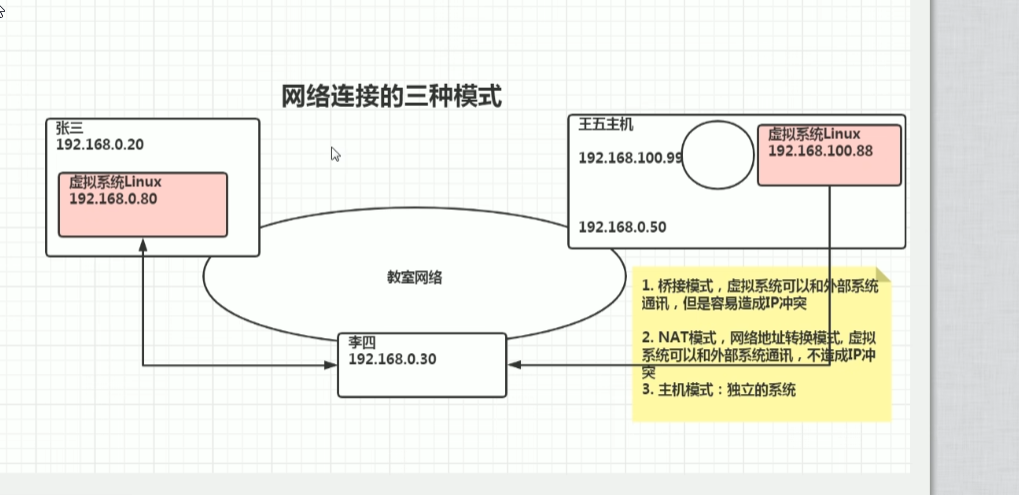 网络连接的三种模式
张三
192.168.0.20
虚拟系统Linux
192.168.0.80
王五主机
192.168.100.99
虚拟系统Linux
192.168.100.88
192.168.0.50
教室网络
李四
192.168.0.30
1. 桥接模式，虚拟系统可以和外部系统
通讯，但是容易造成IP冲突
2. NAT模式，网络地址转换模式, 虚拟
系统可以和外部系统通讯，不造成IP冲
突
3. 主机模式：独立的系统